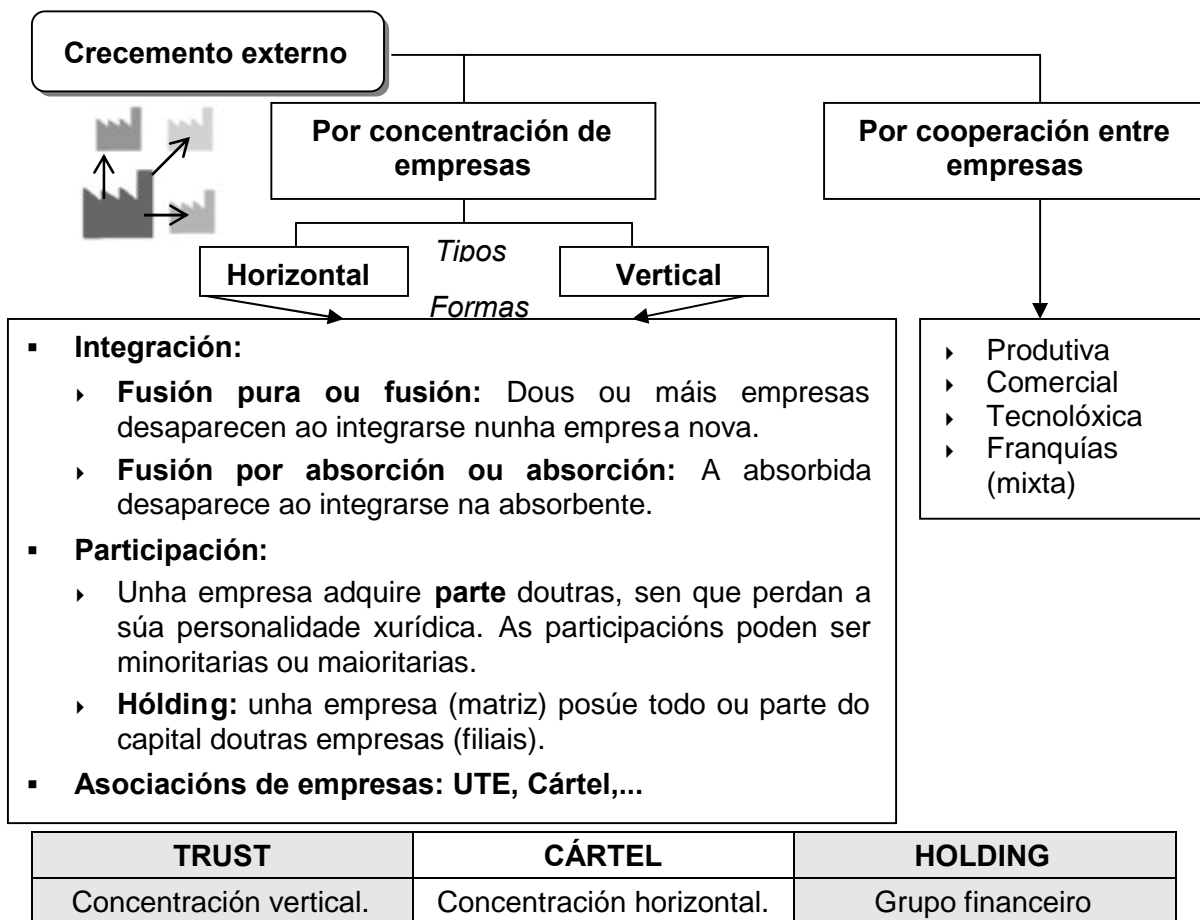 Crecemento externo
Por concentración de
empresas
Por cooperación entre
empresas
Tipos
Horizontal
Vertical
Formas
▪ Integración:
› Fusión pura ou fusión: Dous ou máis empresas
desaparecen ao integrarse nunha empresa nova.
› Fusión por absorción ou absorción: A absorbida
desaparece ao integrarse na absorbente.
▪ Participación:
› Unha empresa adquire parte doutras, sen que perdan a
súa personalidade xurídica. As participacións poden ser
minoritarias ou maioritarias.
› Hólding: unha empresa (matriz) posúe todo ou parte do
capital doutras empresas (filiais).
▪ Asociacións de empresas: UTE, Cártel,...
› Produtiva
› Comercial
› Tecnolóxica
› Franquías
(mixta)
TRUST CÁRTEL HOLDING
Concentración vertical. Concentración horizontal. Grupo financeiro